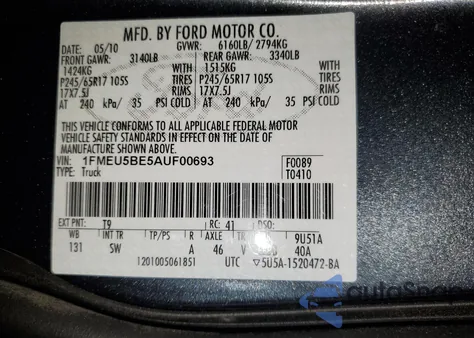 MFD. BY FORD MOTOR CO.
DATE: 05/10 GVWR: 6160LB/ 2794KG
FRONT GAWR: 3140LB REAR GAWR: 3340LB
1424KG WITH 1515KG WITH
P245/65R17 105S TIRES P245/65R17 105S TIRES
17X7.5J RIMS 17X7.5J RIMS
AT 240 kPa/ 35 PSI COLD AT 240 kPa/ 35 PSI COLD
THIS VEHICLE CONFORMS TO ALL APPLICABLE FEDERAL MOTOR
VEHICLE SAFETY STANDARDS IN EFFECT ON THE DATE OF
MANUFACTURE SHOWN ABOVE.
VIN: 1FMEU5BE5AUF00693 F0089
TYPE: Truck T0410
EXT PNT: T9 RC: 41 DSO:
WB INT TR TP/PS R AXLE TR 9U51A
131 SW A 46 V 40A
1201005061851 UTC ▽5U5A-1520472-BA